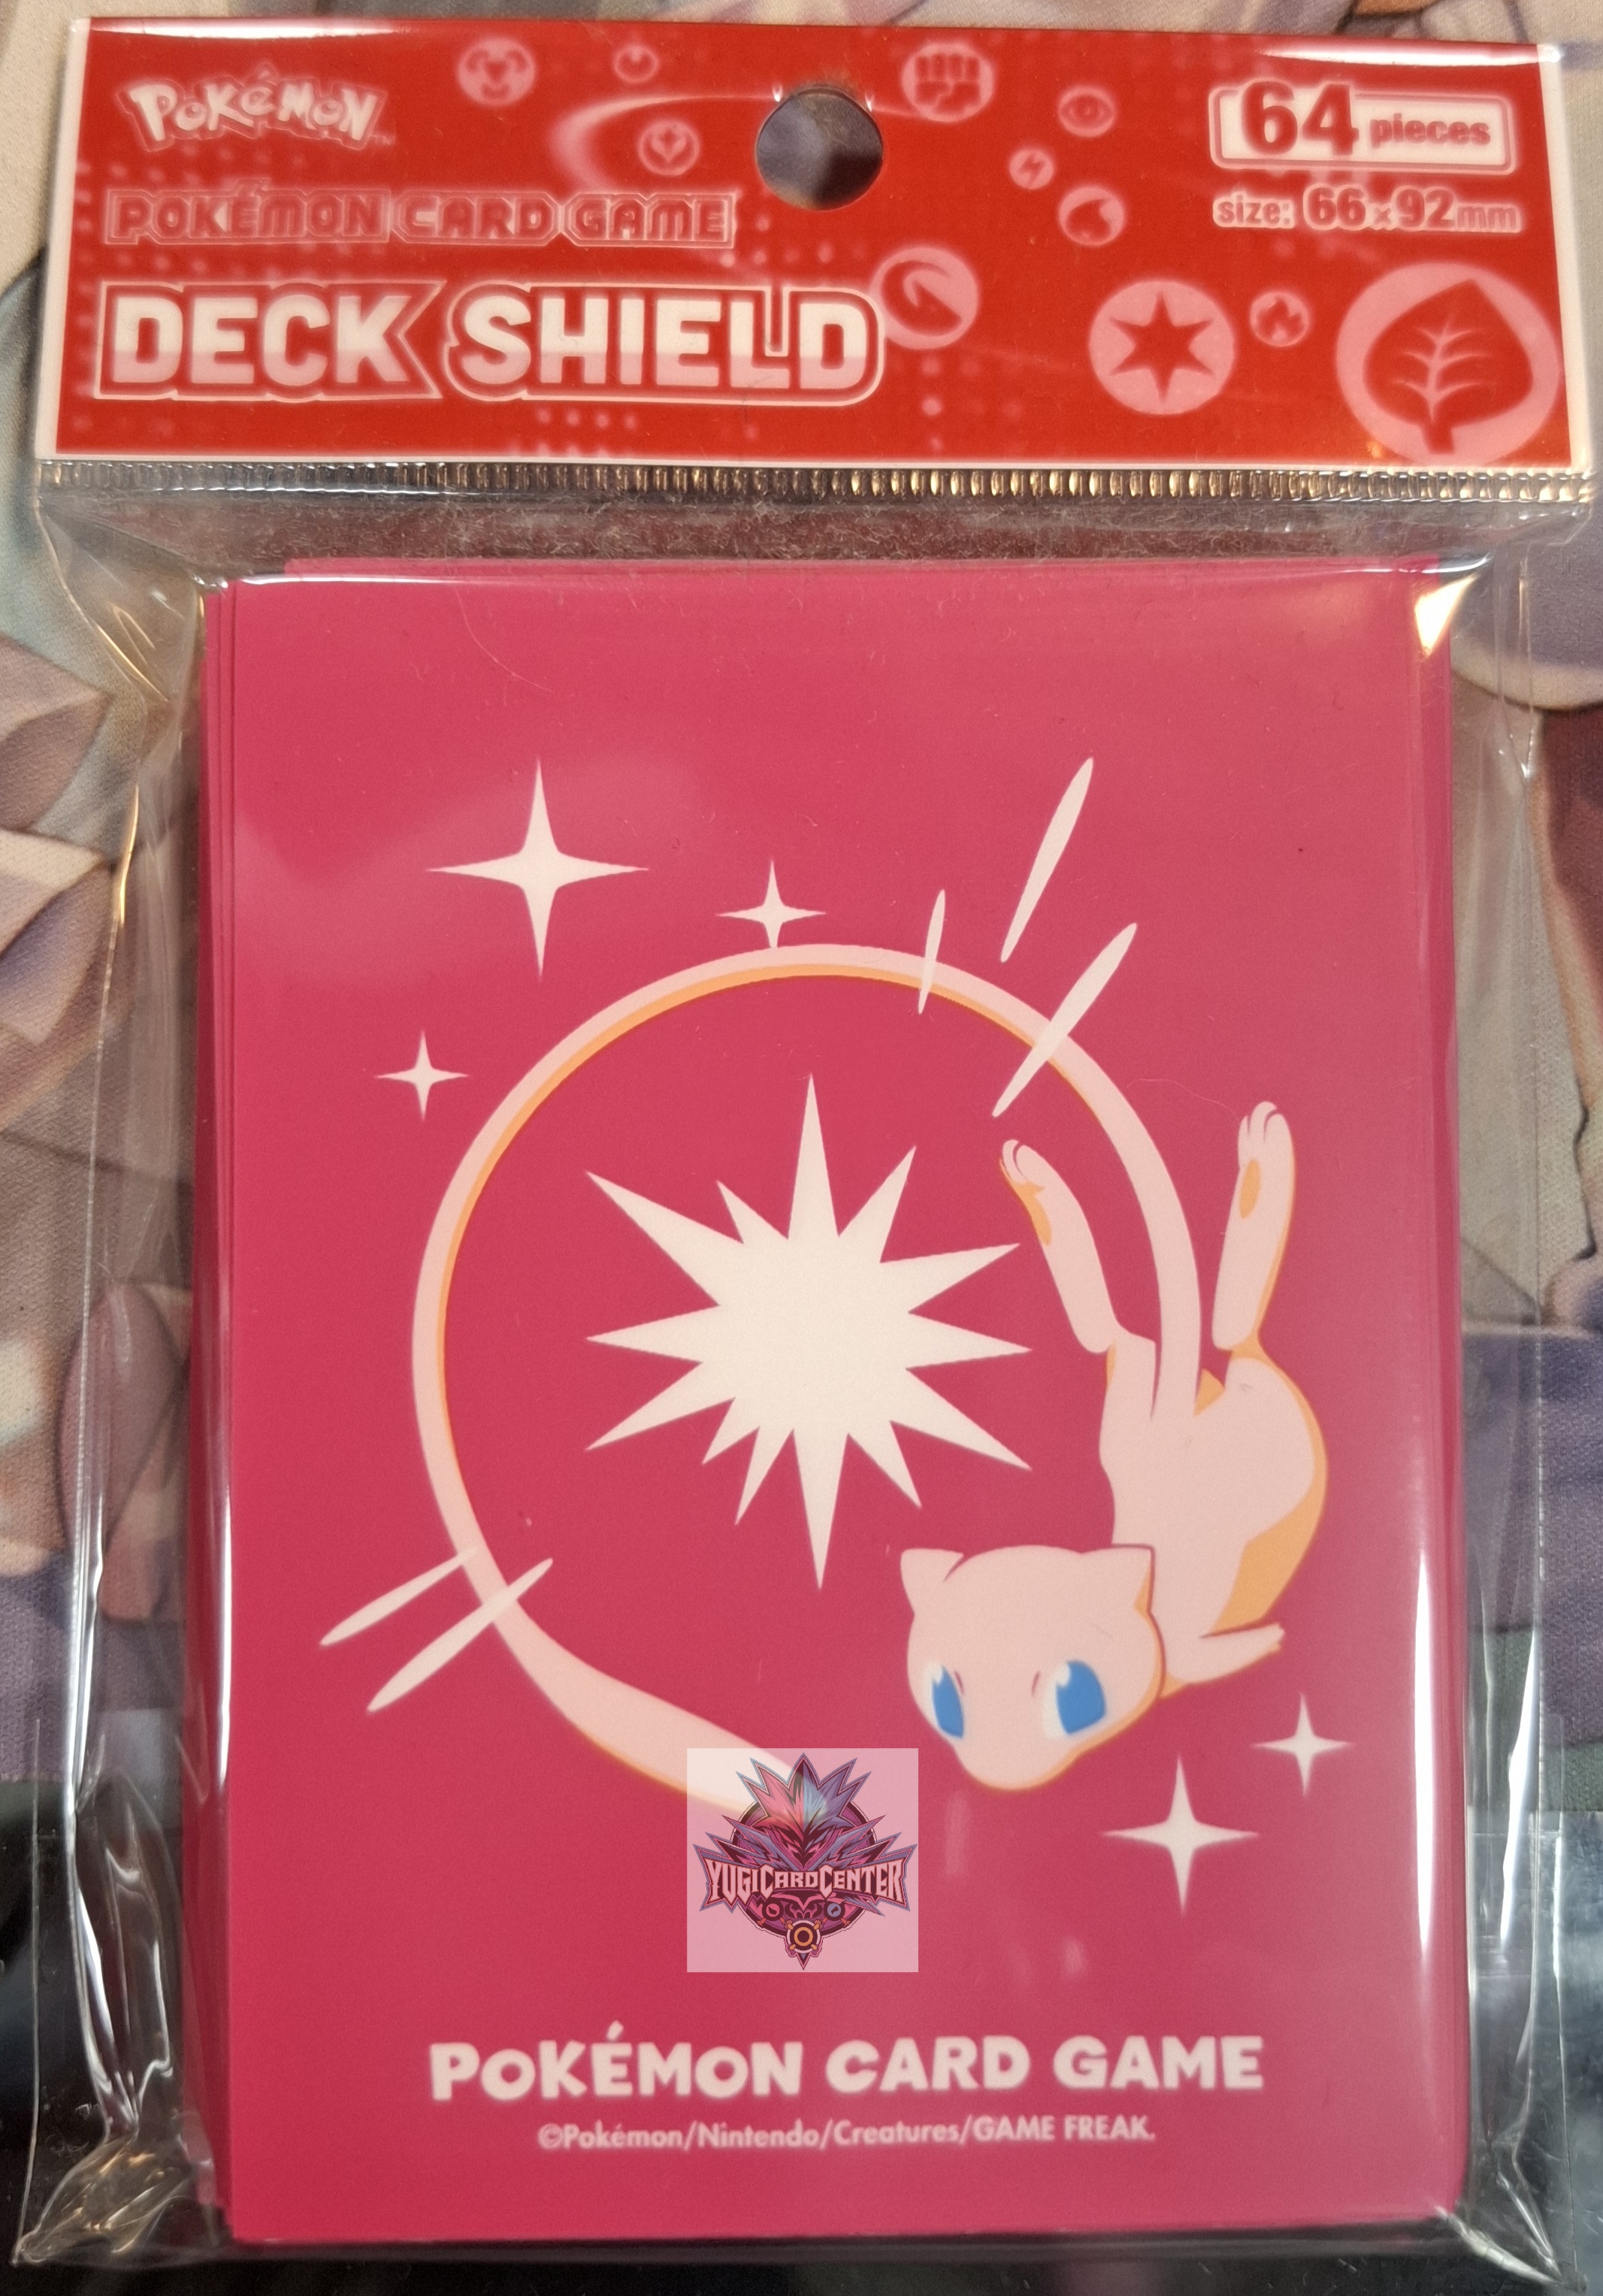 Pokémon
64 pieces
POKÉMON CARD GAME
size: 66×92mm
DECK SHIELD
YUGICARDCENTER
POKÉMON CARD GAME
©Pokémon/Nintendo/Creatures/GAME FREAK.